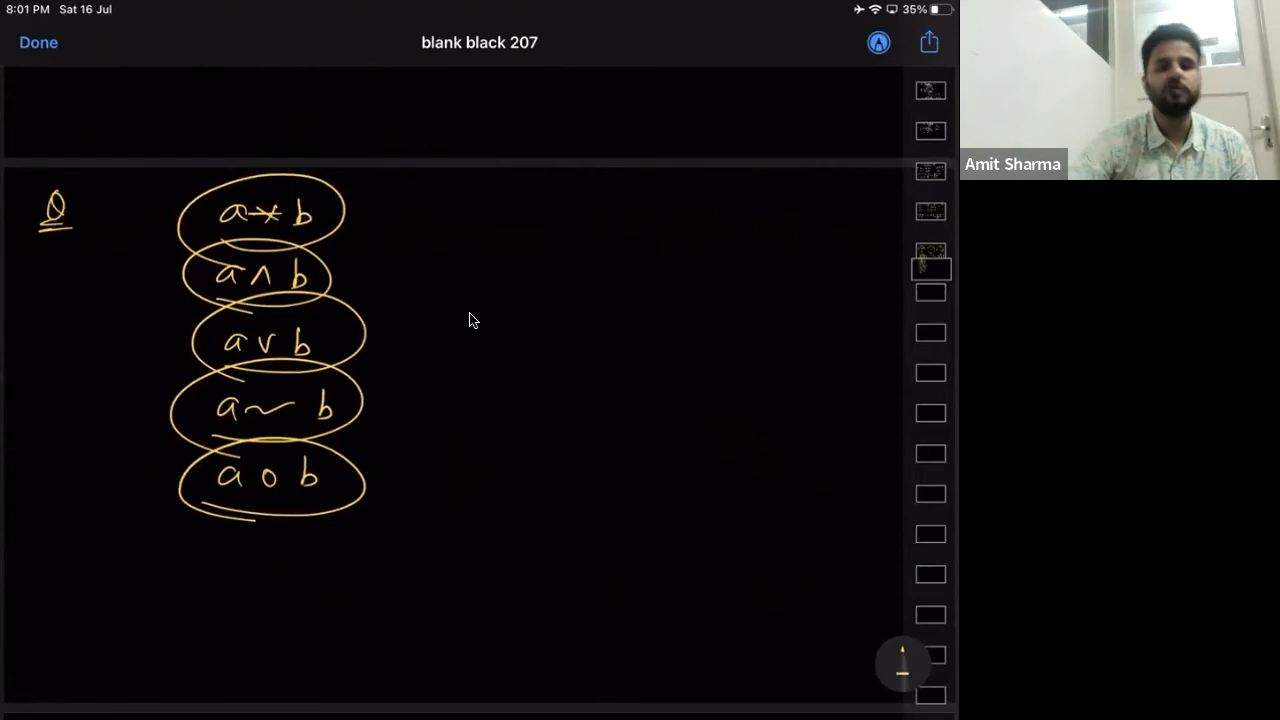 8:01 PM Sat 16 Jul 35%
Done blank black 207
Amit Sharma
Q a * b
a ∧ b
a ∨ b
a ~ b
a o b